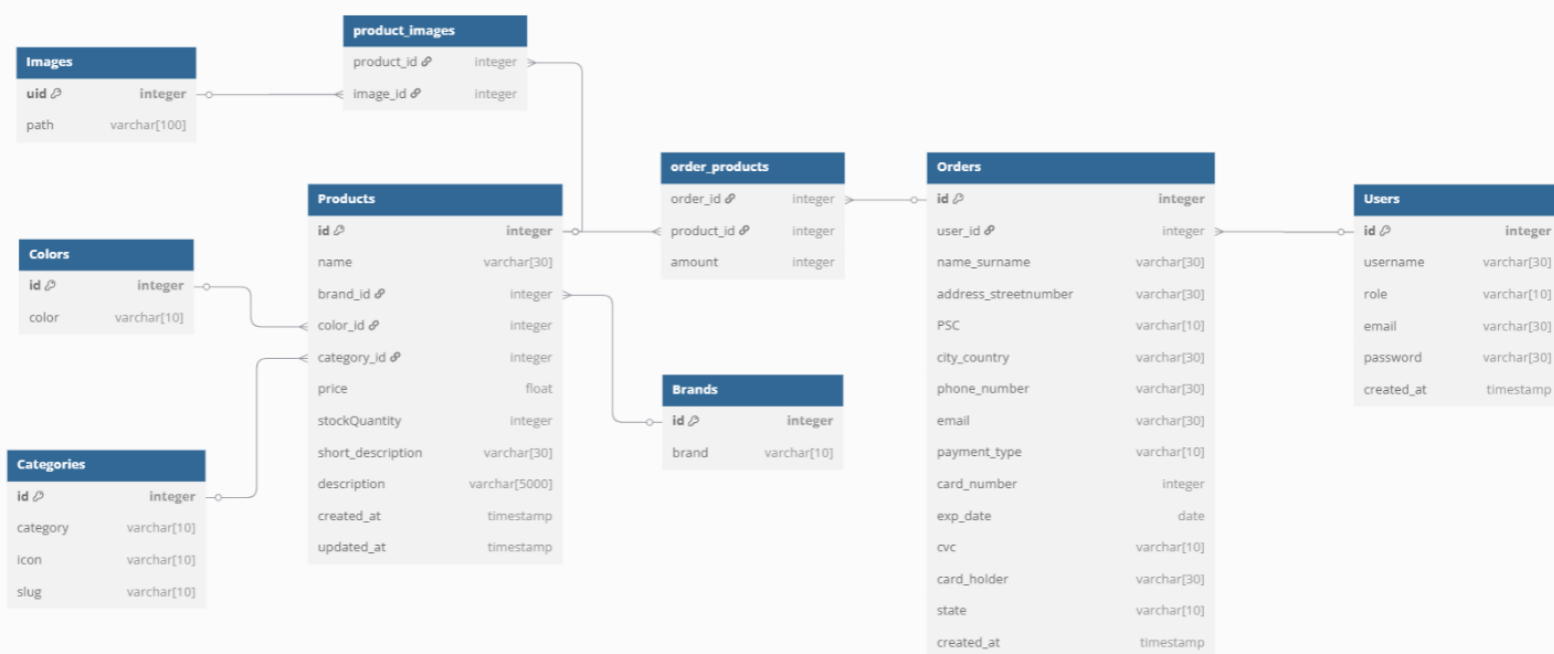 product_images
product_id integer
image_id integer
Images
uid integer
path varchar[100]
order_products
order_id integer
product_id integer
amount integer
Orders
id integer
user_id integer
name_surname varchar[30]
address_streetnumber varchar[30]
PSC varchar[10]
city_country varchar[30]
phone_number varchar[30]
email varchar[30]
payment_type varchar[10]
card_number integer
exp_date date
cvc varchar[10]
card_holder varchar[30]
state varchar[10]
created_at timestamp
Users
id integer
username varchar[30]
role varchar[10]
email varchar[30]
password varchar[30]
created_at timestamp
Products
id integer
name varchar[30]
brand_id integer
color_id integer
category_id integer
price float
stockQuantity integer
short_description varchar[30]
description varchar[5000]
created_at timestamp
updated_at timestamp
Colors
id integer
color varchar[10]
Brands
id integer
brand varchar[10]
Categories
id integer
category varchar[10]
icon varchar[10]
slug varchar[10]